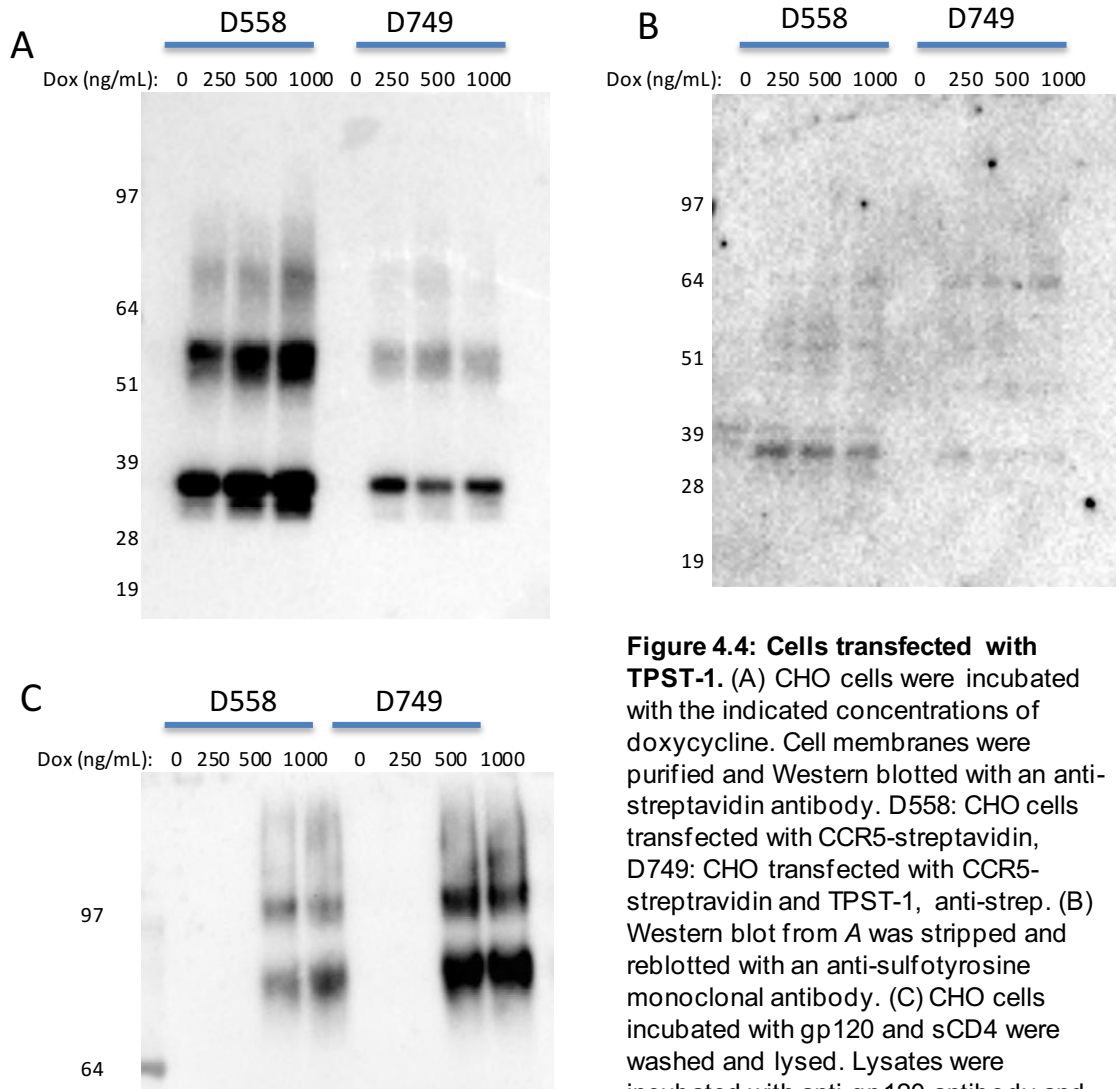 A
D558 D749
Dox (ng/mL): 0 250 500 1000 0 250 500 1000
97
64
51
39
28
19
B
D558 D749
Dox (ng/mL): 0 250 500 1000 0 250 500 1000
97
64
51
39
28
19
C
D558 D749
Dox (ng/mL): 0 250 500 1000 0 250 500 1000
97
64
Figure 4.4: Cells transfected with
TPST-1. (A) CHO cells were incubated
with the indicated concentrations of
doxycycline. Cell membranes were
purified and Western blotted with an anti-
streptavidin antibody. D558: CHO cells
transfected with CCR5-streptavidin,
D749: CHO transfected with CCR5-
streptravidin and TPST-1, anti-strep. (B)
Western blot from A was stripped and
reblotted with an anti-sulfotyrosine
monoclonal antibody. (C) CHO cells
incubated with gp120 and sCD4 were
washed and lysed. Lysates were
incubated with anti-gp120 antibody and